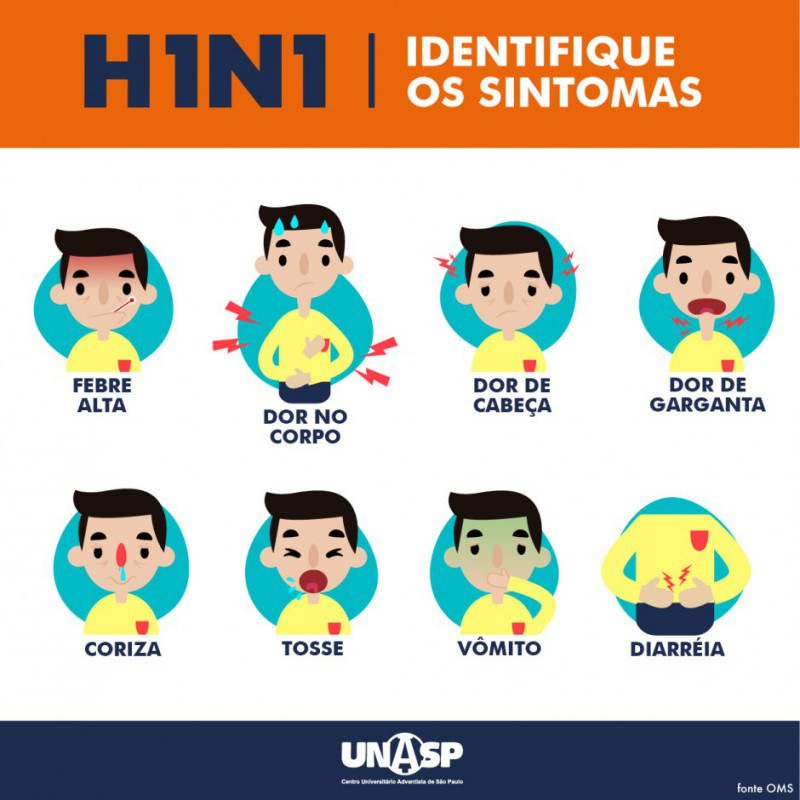 H1N1
IDENTIFIQUE
OS SINTOMAS
FEBRE
ALTA
DOR NO
CORPO
DOR DE
CABEÇA
DOR DE
GARGANTA
CORIZA
TOSSE
VÔMITO
DIARRÉIA
UNASP
Centro Universitário Adventista de São Paulo
fonte OMS